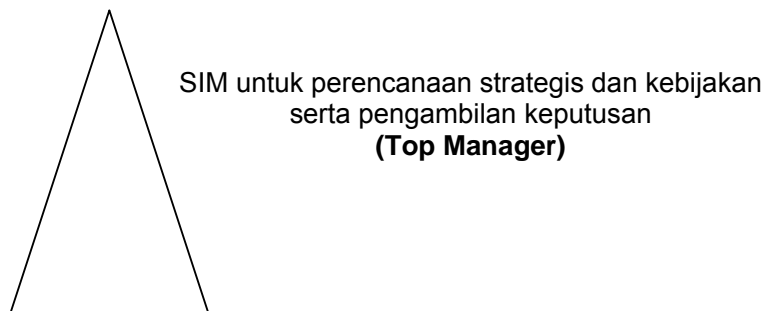 SIM untuk perencanaan strategis dan kebijakan
serta pengambilan keputusan
(Top Manager)